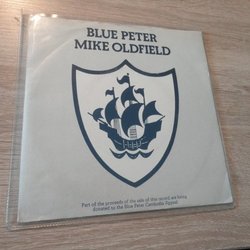 BLUE PETER
MIKE OLDFIELD
Part of the proceeds of the sale of this record are being
donated to the Blue Peter Cambodia Appeal